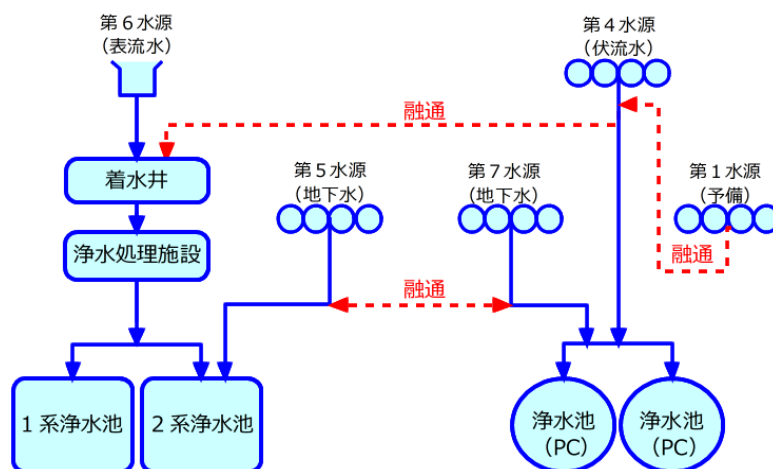 第6水源
（表流水）
第4水源
（伏流水）
融通
着水井
第5水源
（地下水）
第7水源
（地下水）
第1水源
（予備）
浄水処理施設
融通
融通
1系浄水池
2系浄水池
浄水池
（PC）
浄水池
（PC）